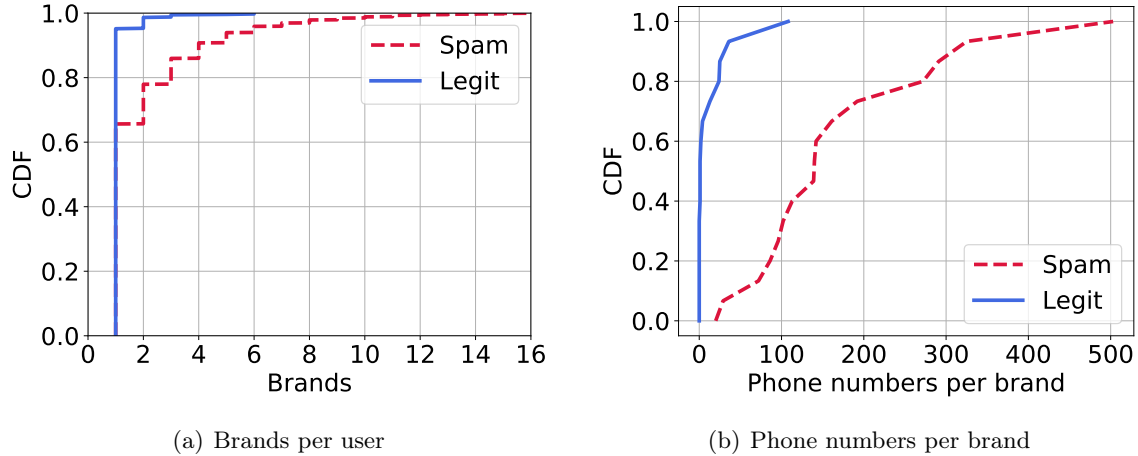 1.0
0.8
0.6
0.4
0.2
0.0
CDF
0 2 4 6 8 10 12 14 16
Brands
Spam
Legit
(a) Brands per user
1.0
0.8
0.6
0.4
0.2
0.0
CDF
0 100 200 300 400 500
Phone numbers per brand
Spam
Legit
(b) Phone numbers per brand